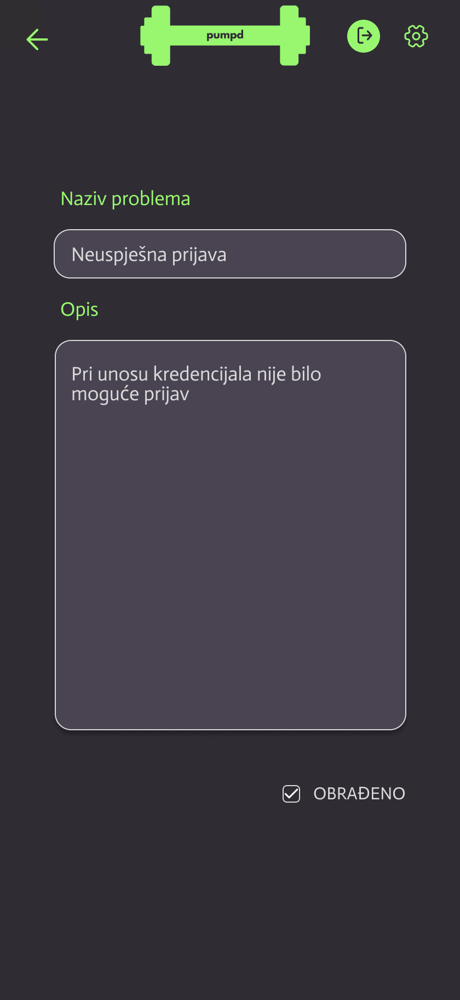 pumpd
Naziv problema
Neuspješna prijava
Opis
Pri unosu kredencijala nije bilo
moguće prijav
OBRAĐENO